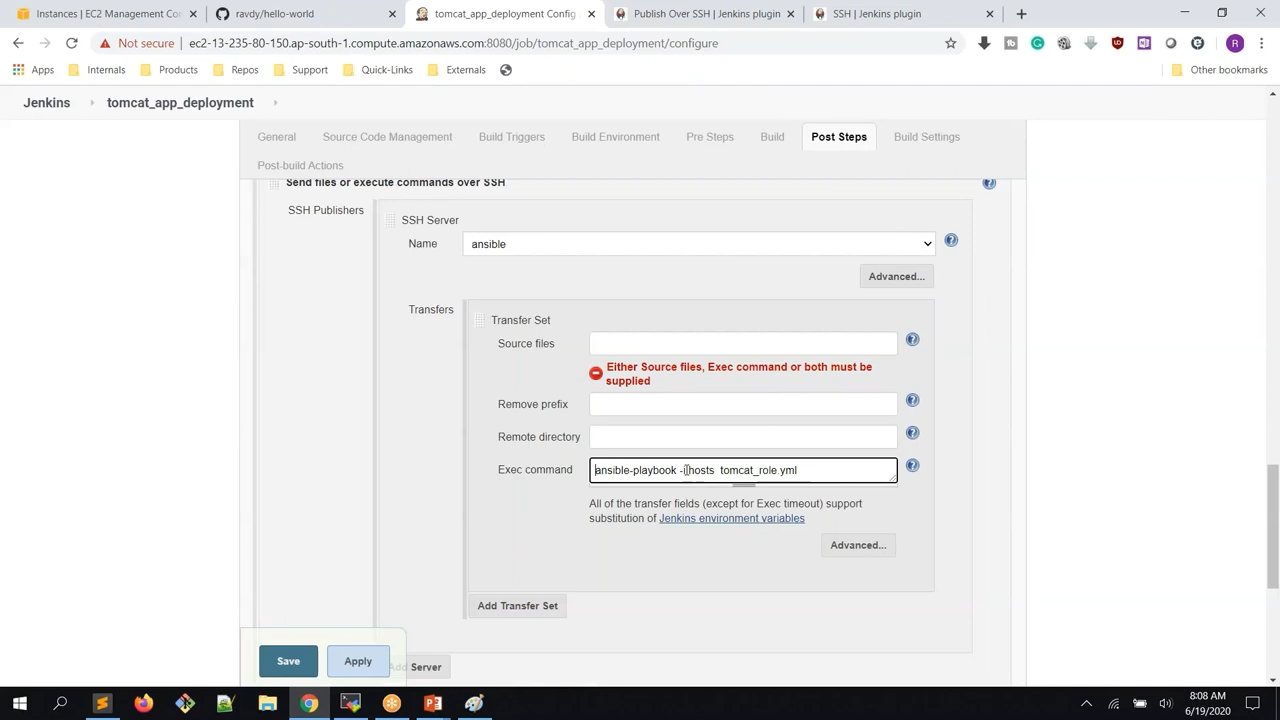 Instances | EC2 Management Con
ravdy/hello-world
tomcat_app_deployment Config
Publish Over SSH | Jenkins plugin
SSH | Jenkins plugin
Not secure | ec2-13-235-80-150.ap-south-1.compute.amazonaws.com:8080/job/tomcat_app_deployment/configure
R
Apps
Internals
Products
Repos
Support
Quick-Links
Externals
Other bookmarks
Jenkins
tomcat_app_deployment
General
Source Code Management
Build Triggers
Build Environment
Pre Steps
Build
Post Steps
Build Settings
Post-build Actions
Send files or execute commands over SSH
SSH Publishers
SSH Server
Name
ansible
Advanced...
Transfers
Transfer Set
Source files
Either Source files, Exec command or both must be
supplied
Remove prefix
Remote directory
Exec command
ansible-playbook -i hosts  tomcat_role.yml
All of the transfer fields (except for Exec timeout) support
substitution of Jenkins environment variables
Advanced...
Add Transfer Set
Save
Apply
Add Server
8:08 AM
6/19/2020